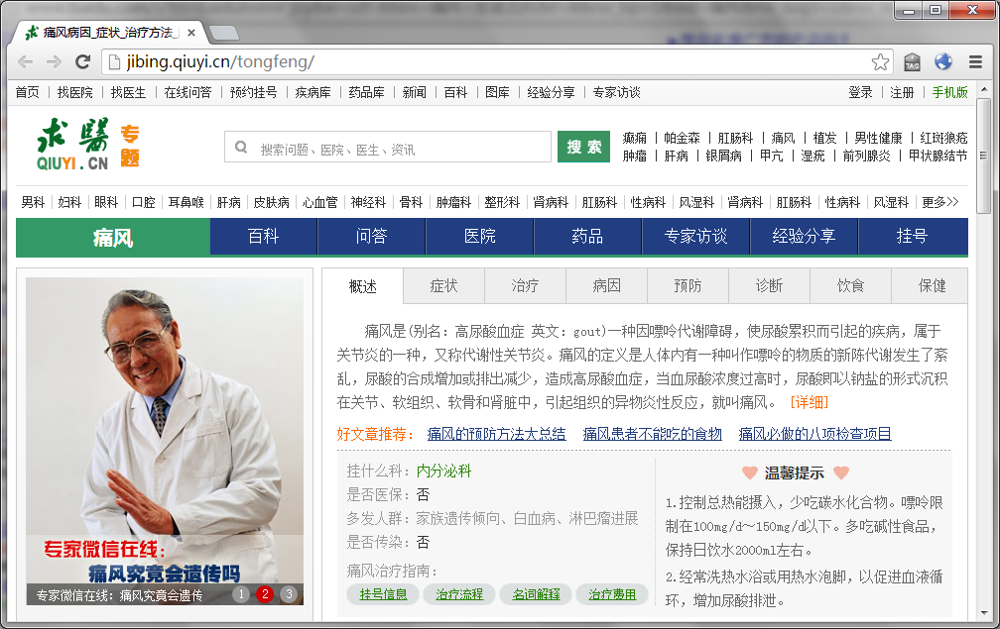 痛风病因_症状_治疗方法_
jibing.qiuyi.cn/tongfeng/
首页 找医院 找医生 在线问答 预约挂号 疾病库 药品库 新闻 百科 图库 经验分享 专家访谈 登录 注册 手机版
求醫 专题
QIUYI.CN
搜索问题、医院、医生、资讯
搜 索
癫痫 帕金森 肛肠科 痛风 植发 男性健康 红斑狼疮
肿瘤 肝病 银屑病 甲亢 湿疣 前列腺炎 甲状腺结节
男科 妇科 眼科 口腔 耳鼻喉 肝病 皮肤病 心血管 神经科 骨科 肿瘤科 整形科 肾病科 肛肠科 性病科 风湿科 肾病科 肛肠科 性病科 风湿科 更多>>
痛风 百科 问答 医院 药品 专家访谈 经验分享 挂号
概述 症状 治疗 病因 预防 诊断 饮食 保健
痛风是(别名：高尿酸血症 英文：gout)一种因嘌呤代谢障碍，使尿酸累积而引起的疾病，属于
关节炎的一种，又称代谢性关节炎。痛风的定义是人体内有一种叫作嘌呤的物质的新陈代谢发生了紊
乱，尿酸的合成增加或排出减少，造成高尿酸血症，当血尿酸浓度过高时，尿酸即以钠盐的形式沉积
在关节、软组织、软骨和肾脏中，引起组织的异物炎性反应，就叫痛风。 [详细]
好文章推荐： 痛风的预防方法大总结 痛风患者不能吃的食物 痛风必做的八项检查项目
挂什么科：内分泌科
是否医保：否
多发人群：家族遗传倾向、白血病、淋巴瘤进展
是否传染：否
痛风治疗指南：
挂号信息 治疗流程 名词解释 治疗费用
温馨提示
1.控制总热能摄入，少吃碳水化合物。嘌呤限
制在100mg/d～150mg/d以下。多吃碱性食品，
保持日饮水2000ml左右。
2.经常洗热水浴或用热水泡脚，以促进血液循
环，增加尿酸排泄。
专家微信在线：
痛风究竟会遗传吗
专家微信在线：痛风究竟会遗传 1 2 3